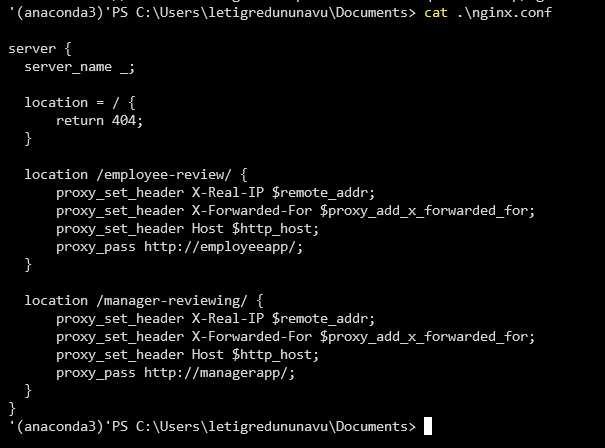 '(anaconda3)'PS C:\Users\letigredununavu\Documents> cat .\nginx.conf
server {
server_name _;
location = / {
return 404;
}
location /employee-review/ {
proxy_set_header X-Real-IP $remote_addr;
proxy_set_header X-Forwarded-For $proxy_add_x_forwarded_for;
proxy_set_header Host $http_host;
proxy_pass http://employeeapp/;
}
location /manager-reviewing/ {
proxy_set_header X-Real-IP $remote_addr;
proxy_set_header X-Forwarded-For $proxy_add_x_forwarded_for;
proxy_set_header Host $http_host;
proxy_pass http://managerapp/;
}
}
'(anaconda3)'PS C:\Users\letigredununavu\Documents>